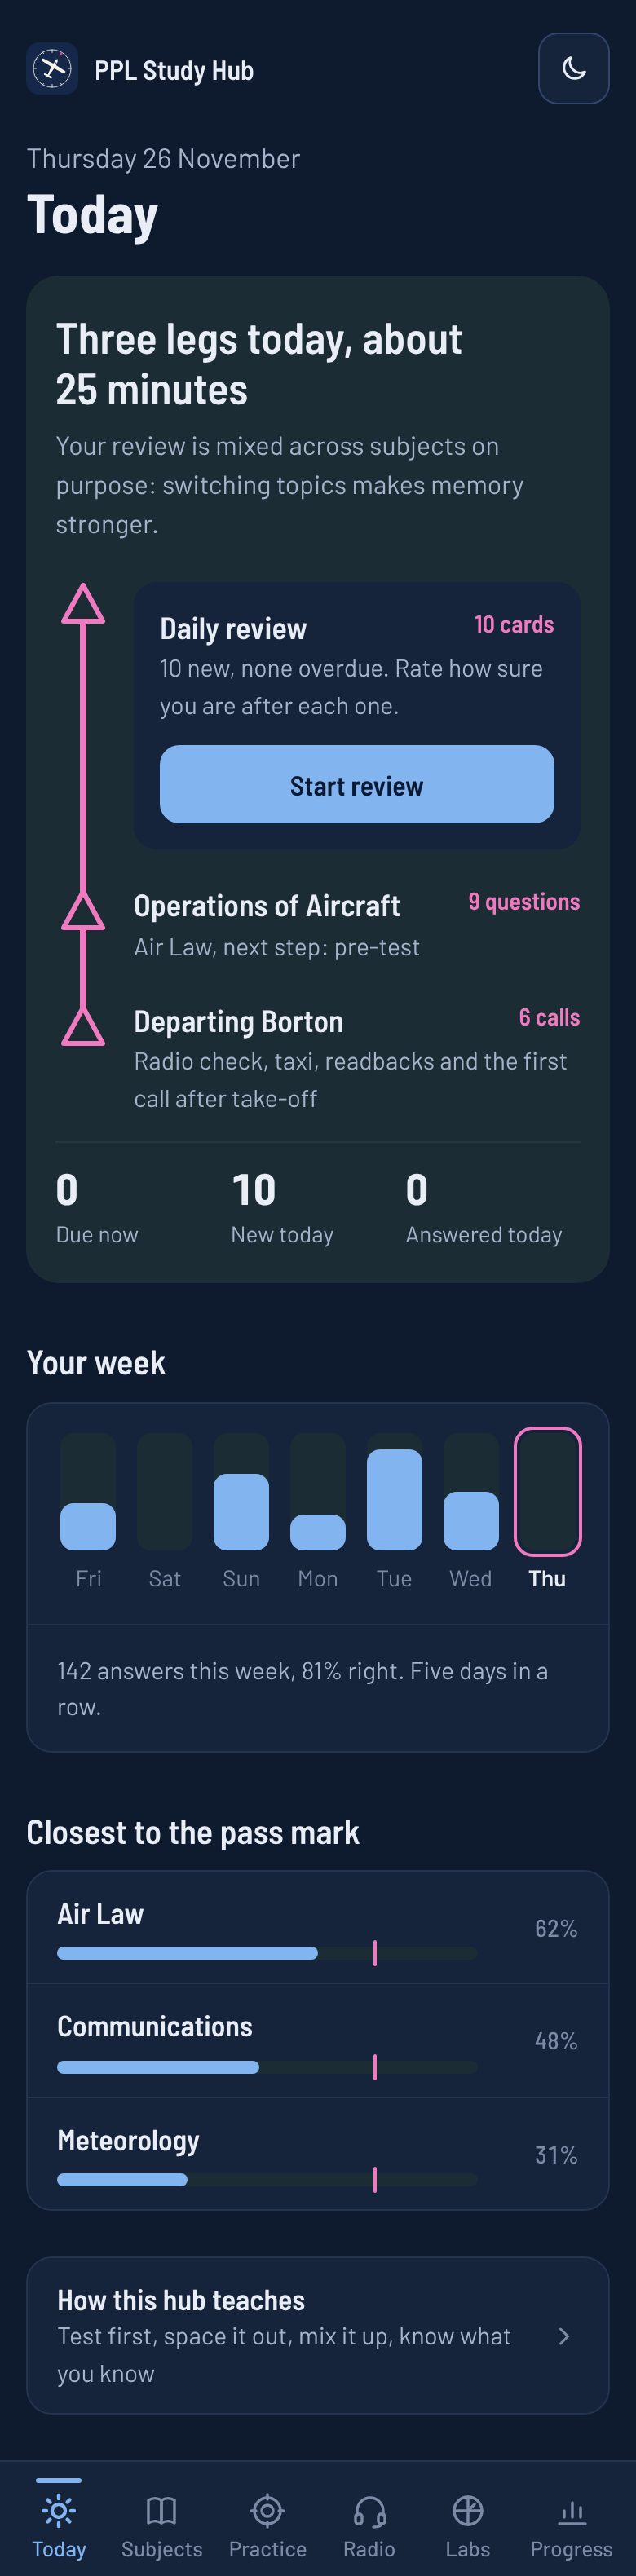 PPL Study Hub
Thursday 26 November
Today
Three legs today, about
25 minutes
Your review is mixed across subjects on
purpose: switching topics makes memory
stronger.
Daily review
10 cards
10 new, none overdue. Rate how sure
you are after each one.
Start review
Operations of Aircraft
9 questions
Air Law, next step: pre-test
Departing Borton
6 calls
Radio check, taxi, readbacks and the first
call after take-off
0
10
0
Due now
New today
Answered today
Your week
Fri
Sat
Sun
Mon
Tue
Wed
Thu
142 answers this week, 81% right. Five days in a
row.
Closest to the pass mark
Air Law
62%
Communications
48%
Meteorology
31%
How this hub teaches
Test first, space it out, mix it up, know what
you know
Today
Subjects
Practice
Radio
Labs
Progress